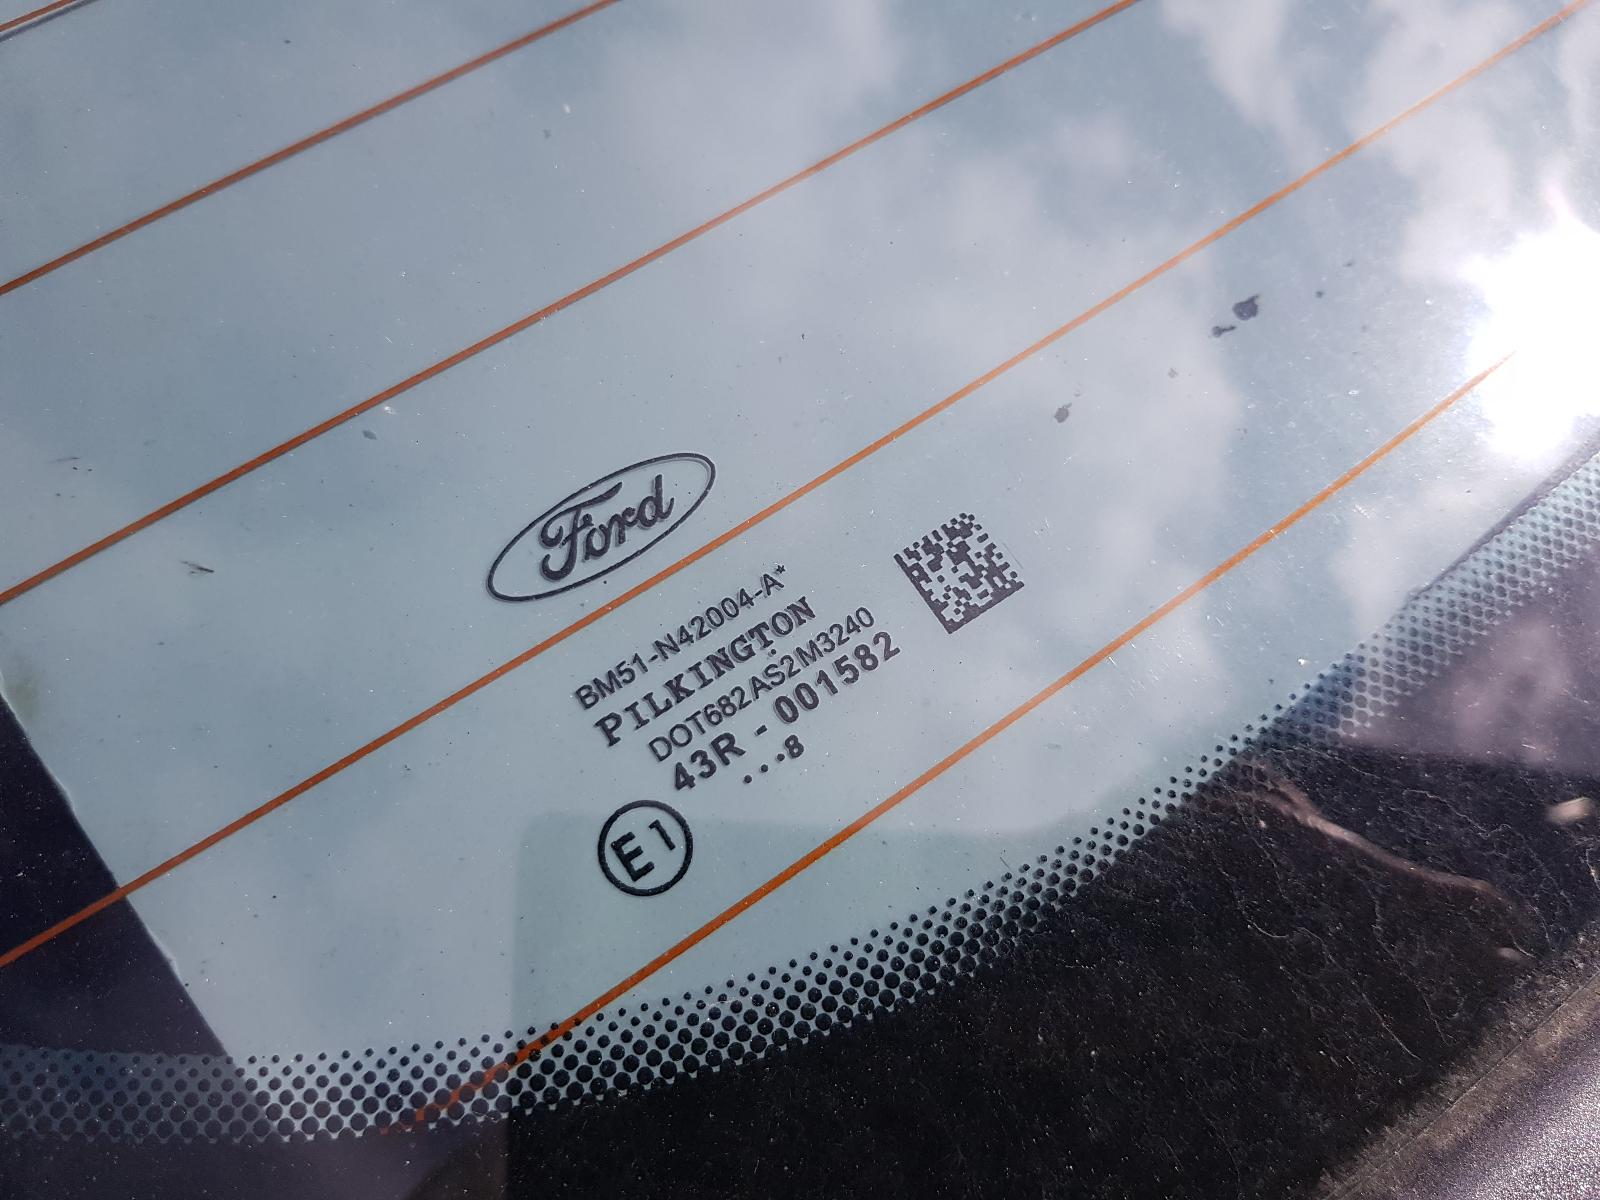 Ford
BM51-N42004-A*
PILKINGTON
DOT682AS2M3240
43R - 001582
...8
E1